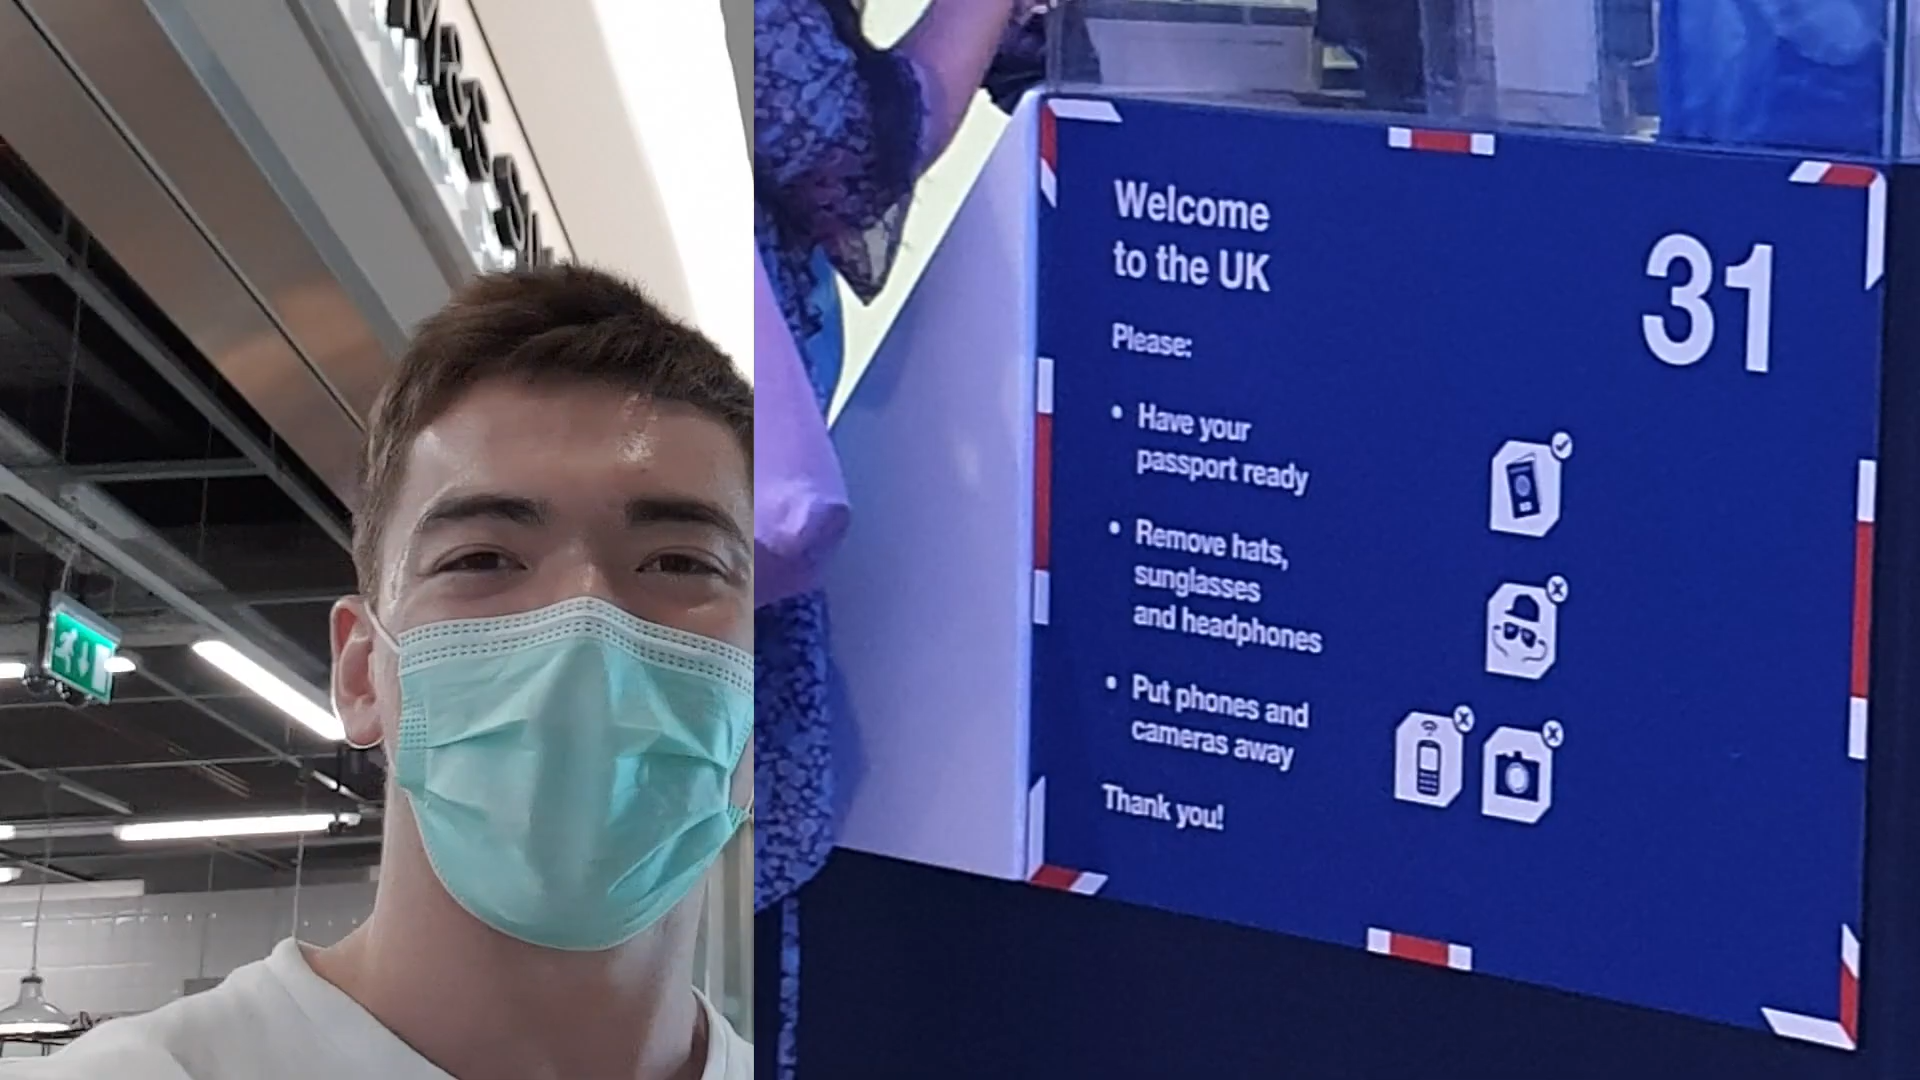 Welcome
to the UK
31
Please:
• Have your
passport ready
• Remove hats,
sunglasses
and headphones
• Put phones and
cameras away
Thank you!